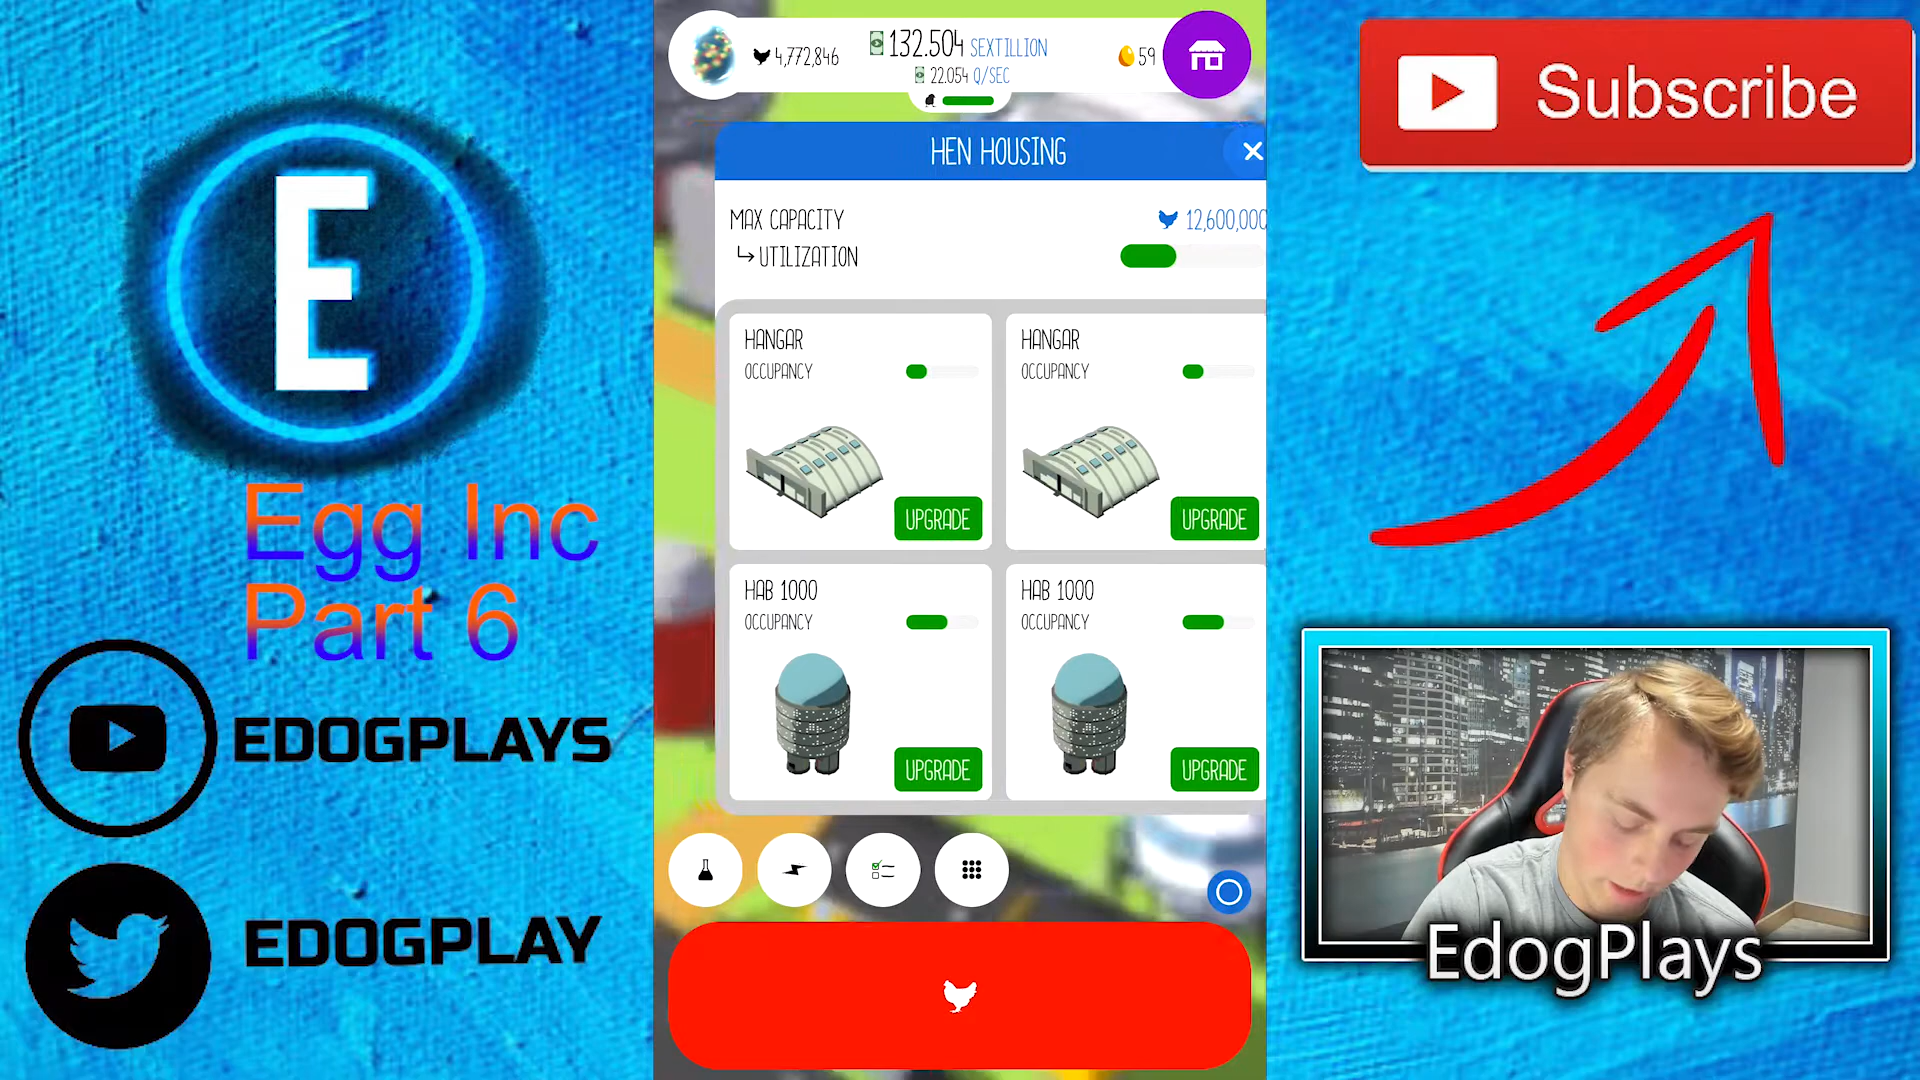 E
Egg Inc
Part 6
EDOGPLAYS
EDOGPLAY
4,772,846
132.504 SEXTILLION
22.054 Q/SEC
59
HEN HOUSING
MAX CAPACITY
12,600,000
UTILIZATION
HANGAR
OCCUPANCY
UPGRADE
HANGAR
OCCUPANCY
UPGRADE
HAB 1000
OCCUPANCY
UPGRADE
HAB 1000
OCCUPANCY
UPGRADE
Subscribe
EdogPlays